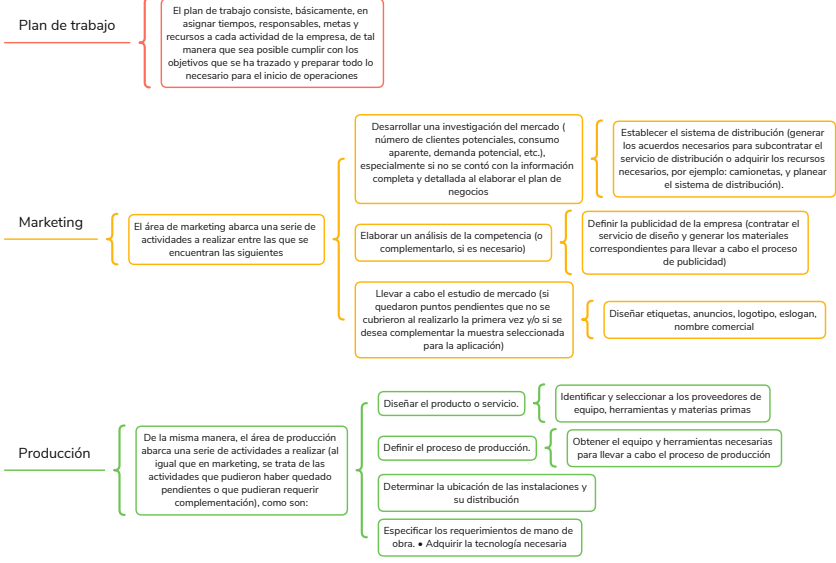 Plan de trabajo
El plan de trabajo consiste, básicamente, en
asignar tiempos, responsables, metas y
recursos a cada actividad de la empresa, de tal
manera que sea posible cumplir con los
objetivos que se ha trazado y preparar todo lo
necesario para el inicio de operaciones
Marketing
El área de marketing abarca una serie de
actividades a realizar entre las que se
encuentran las siguientes
Desarrollar una investigación del mercado (
número de clientes potenciales, consumo
aparente, demanda potencial, etc.),
especialmente si no se contó con la información
completa y detallada al elaborar el plan de
negocios
Establecer el sistema de distribución (generar
los acuerdos necesarios para subcontratar el
servicio de distribución o adquirir los recursos
necesarios, por ejemplo: camionetas, y planear
el sistema de distribución).
Elaborar un análisis de la competencia (o
complementarlo, si es necesario)
Definir la publicidad de la empresa (contratar el
servicio de diseño y generar los materiales
correspondientes para llevar a cabo el proceso
de publicidad)
Llevar a cabo el estudio de mercado (si
quedaron puntos pendientes que no se
cubrieron al realizarlo la primera vez y/o si se
desea complementar la muestra seleccionada
para la aplicación)
Diseñar etiquetas, anuncios, logotipo, eslogan,
nombre comercial
Producción
De la misma manera, el área de producción
abarca una serie de actividades a realizar (al
igual que en marketing, se trata de las
actividades que pudieron haber quedado
pendientes o que pudieran requerir
complementación), como son:
Diseñar el producto o servicio.
Identificar y seleccionar a los proveedores de
equipo, herramientas y materias primas
Definir el proceso de producción.
Obtener el equipo y herramientas necesarias
para llevar a cabo el proceso de producción
Determinar la ubicación de las instalaciones y
su distribución
Especificar los requerimientos de mano de
obra. • Adquirir la tecnología necesaria